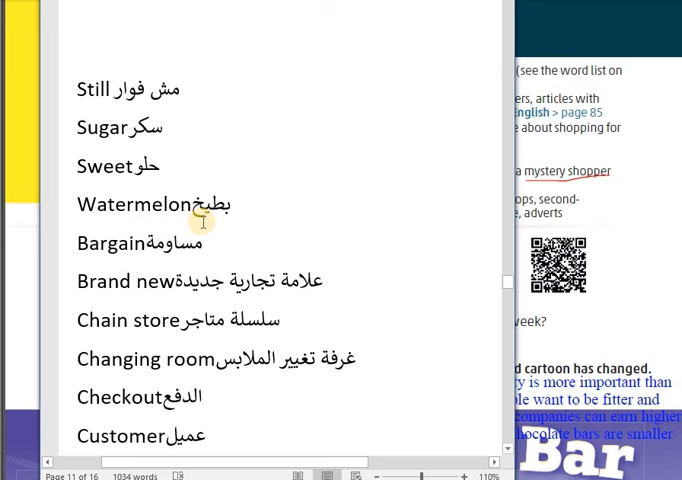 Still مش فوار
Sugar سكر
Sweet حلو
Watermelon بطيخ
Bargain مساومة
Brand new علامة تجارية جديدة
Chain store سلسلة متاجر
Changing room غرفة تغيير الملابس
Checkout الدفع
Customer عميل
Page 11 of 16 1034 words 110%
(see the word list on
ers, articles with
English > page 85
e about shopping for
a mystery shopper
ops, second-
e, adverts
week?
d cartoon has changed.
ry is more important than
ple want to be fitter and
companies can earn higher
hocolate bars are smaller
Bar